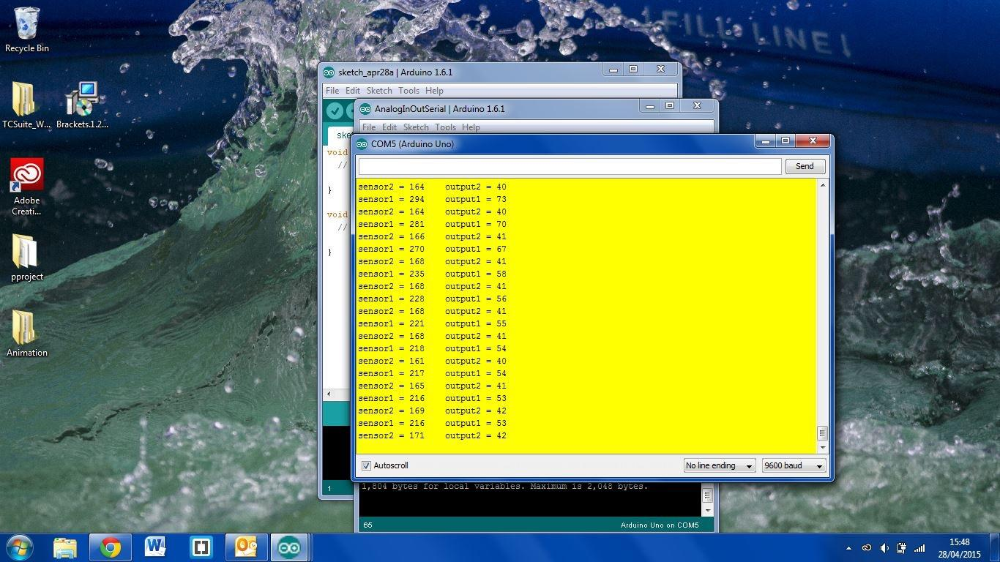 FILL LINE
Recycle Bin
TCSuite_W...
Brackets.1.2...
Adobe
Creati...
pproject
Animation
sketch_apr28a | Arduino 1.6.1
File Edit Sketch Tools Help
ske
void
//
}
void
//
}
1
AnalogInOutSerial | Arduino 1.6.1
File Edit Sketch Tools Help
COM5 (Arduino Uno)
Send
sensor2 = 164 output2 = 40
sensor1 = 294 output1 = 73
sensor2 = 164 output2 = 40
sensor1 = 281 output1 = 70
sensor2 = 166 output2 = 41
sensor1 = 270 output1 = 67
sensor2 = 168 output2 = 41
sensor1 = 235 output1 = 58
sensor2 = 168 output2 = 41
sensor1 = 228 output1 = 56
sensor2 = 168 output2 = 41
sensor1 = 221 output1 = 55
sensor2 = 168 output2 = 41
sensor1 = 218 output1 = 54
sensor2 = 161 output2 = 40
sensor1 = 217 output1 = 54
sensor2 = 165 output2 = 41
sensor1 = 216 output1 = 53
sensor2 = 169 output2 = 42
sensor1 = 216 output1 = 53
sensor2 = 171 output2 = 42
Autoscroll
No line ending
9600 baud
1,804 bytes for local variables. Maximum is 2,048 bytes.
65
Arduino Uno on COM5
15:48
28/04/2015